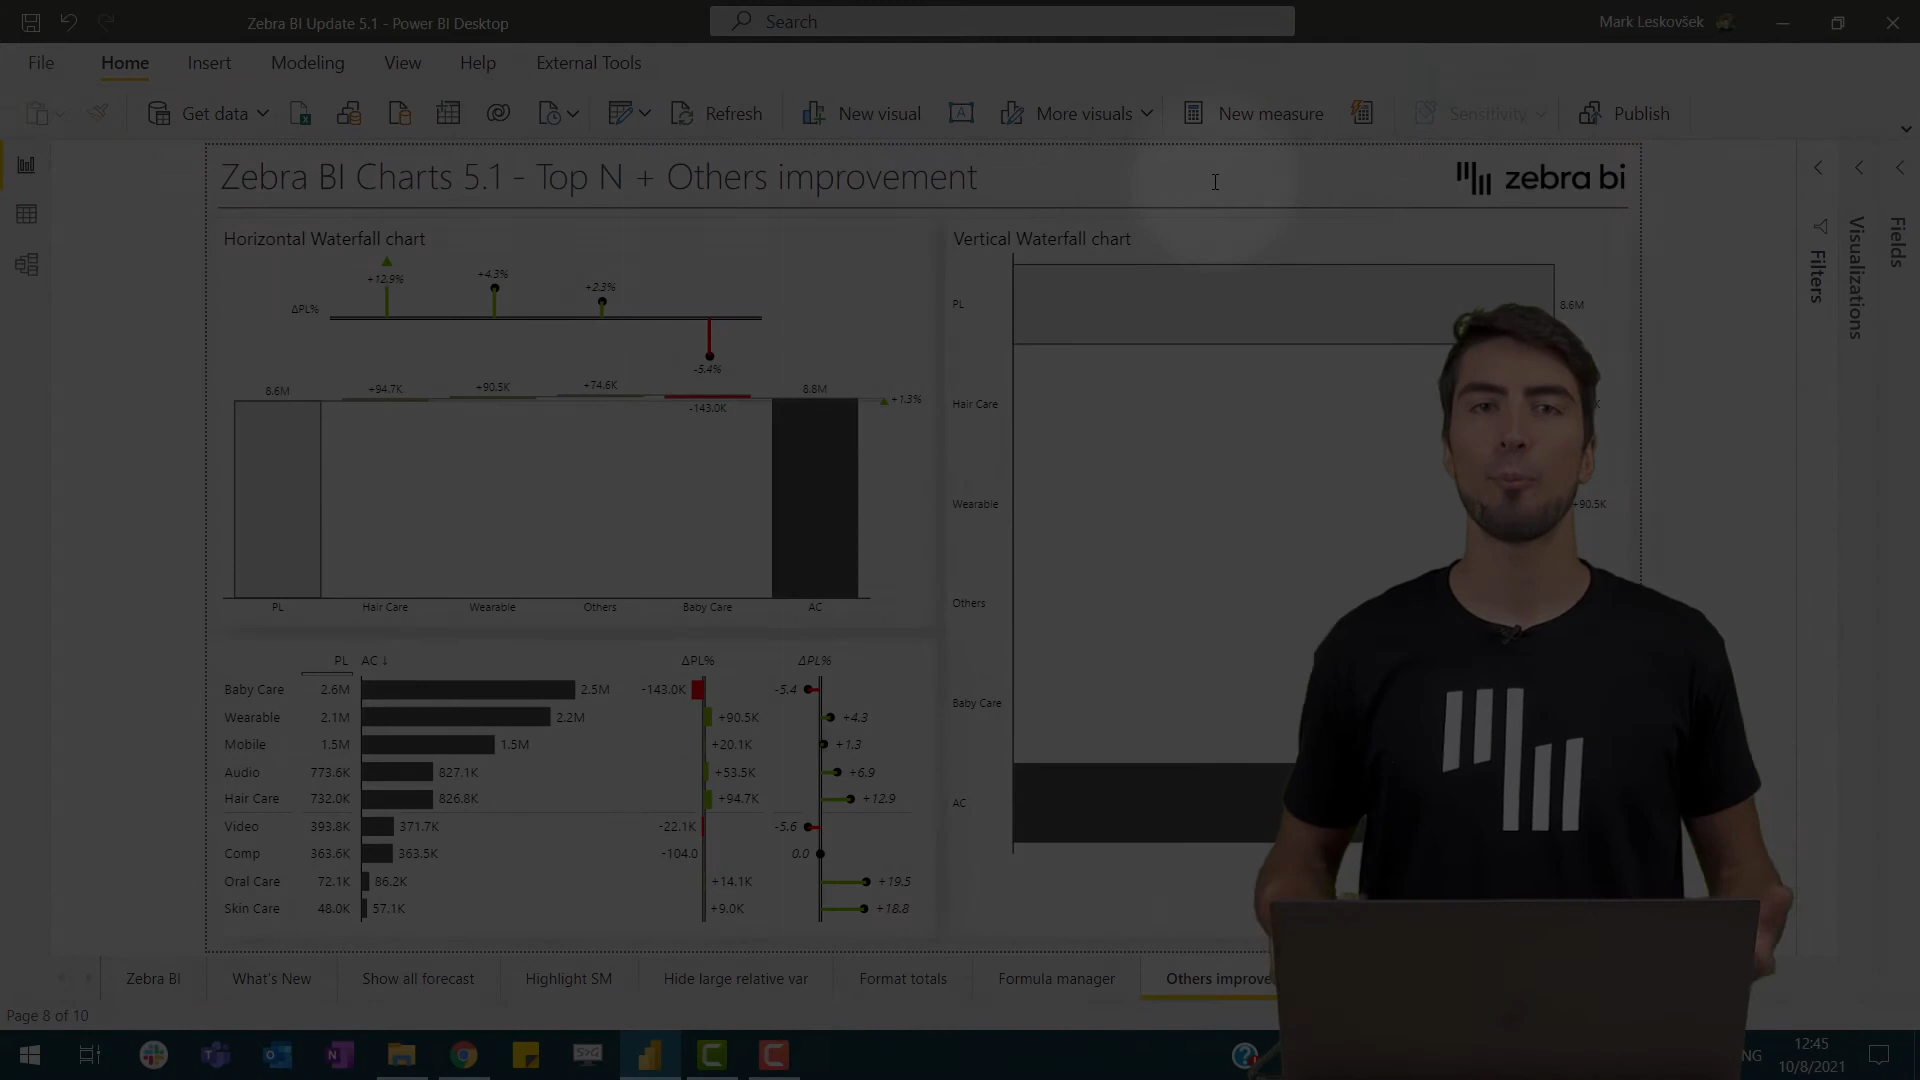 Zebra BI Update 5.1 - Power BI Desktop
Search
Mark Leskovšek
File Home Insert Modeling View Help External Tools
Get data Refresh New visual More visuals New measure Sensitivity Publish
Zebra BI Charts 5.1 - Top N + Others improvement
zebra bi
Filters
Visualizations
Fields
Horizontal Waterfall chart
+12.9% +4.3% +2.3%
ΔPL%
-5.4%
8.6M +94.7K +90.5K +74.6K -143.0K 8.8M +1.3%
PL Hair Care Wearable Others Baby Care AC
Vertical Waterfall chart
PL 8.6M
Hair Care
Wearable +90.5K
Others
Baby Care
AC
PL AC ↓ ΔPL% ΔPL%
Baby Care 2.6M 2.5M -143.0K -5.4
Wearable 2.1M 2.2M +90.5K +4.3
Mobile 1.5M 1.5M +20.1K +1.3
Audio 773.6K 827.1K +53.5K +6.9
Hair Care 732.0K 826.8K +94.7K +12.9
Video 393.8K 371.7K -22.1K -5.6
Comp 363.6K 363.5K -104.0 0.0
Oral Care 72.1K 86.2K +14.1K +19.5
Skin Care 48.0K 57.1K +9.0K +18.8
Zebra BI What's New Show all forecast Highlight SM Hide large relative var Format totals Formula manager Others improve
Page 8 of 10
NG
12:45
10/8/2021